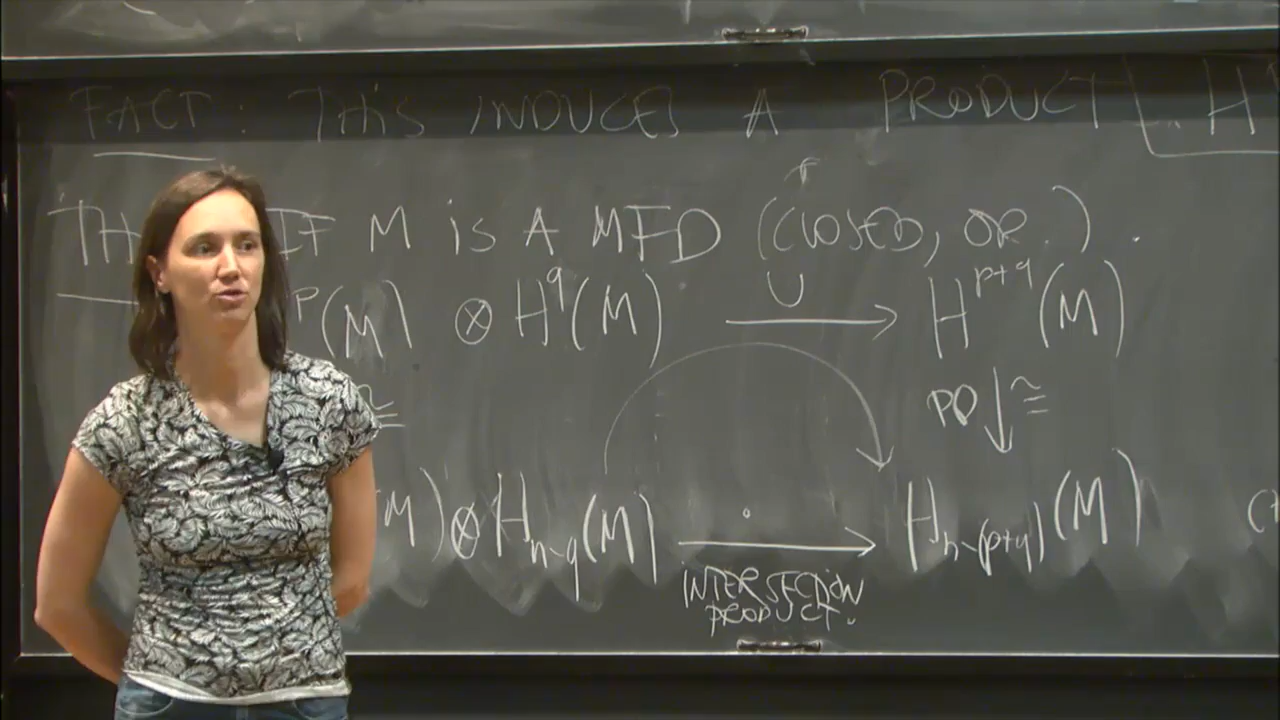 FACT: THIS INDUCES A PRODUCT H
IF M IS A MFD (CLOSED, OR.).
P(M) ⊗ H^q(M) ∪ → H^{p+q}(M)
≅ PD ↓ ≅
M) ⊗ H_{n-q}(M) · → H_{n-(p+q)}(M)
INTERSECTION
PRODUCT.